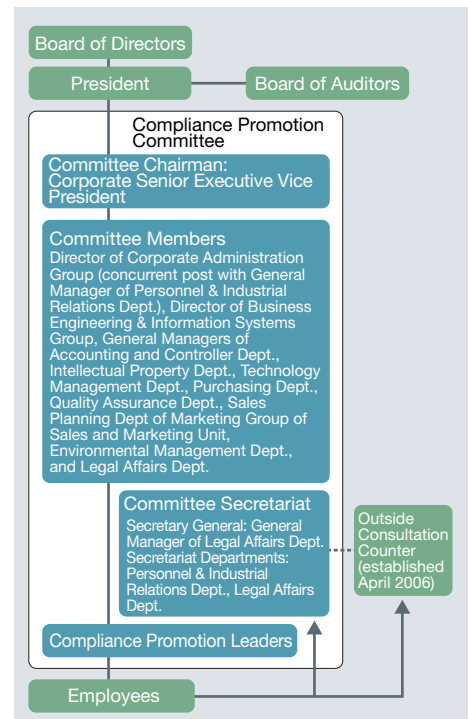 Board of Directors
President
Board of Auditors
Compliance Promotion
Committee
Committee Chairman:
Corporate Senior Executive Vice
President
Committee Members
Director of Corporate Administration
Group (concurrent post with General
Manager of Personnel & Industrial
Relations Dept.), Director of Business
Engineering & Information Systems
Group, General Managers of
Accounting and Controller Dept.,
Intellectual Property Dept., Technology
Management Dept., Purchasing Dept.,
Quality Assurance Dept., Sales
Planning Dept of Marketing Group of
Sales and Marketing Unit,
Environmental Management Dept.,
and Legal Affairs Dept.
Committee Secretariat
Secretary General: General
Manager of Legal Affairs Dept.
Secretariat Departments:
Personnel & Industrial
Relations Dept., Legal Affairs
Dept.
Outside
Consultation
Counter
(established
April 2006)
Compliance Promotion Leaders
Employees